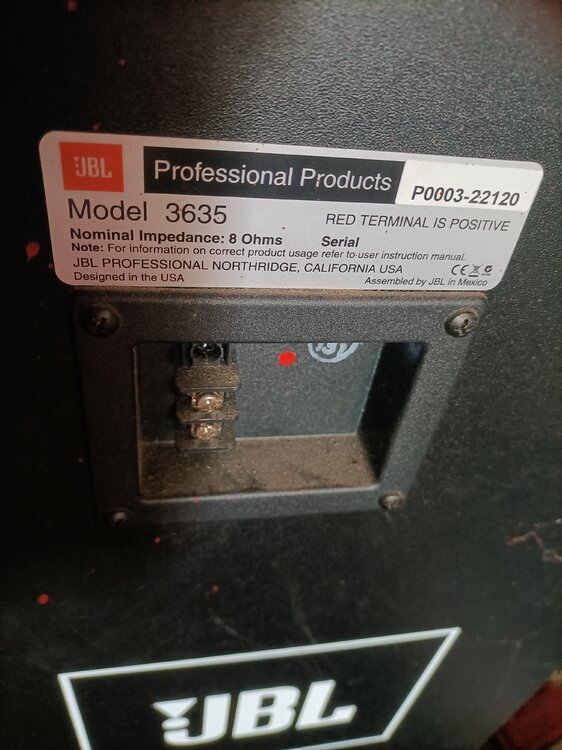 JBL
Professional Products
P0003-22120
Model 3635
RED TERMINAL IS POSITIVE
Nominal Impedance: 8 Ohms
Serial
Note: For information on correct product usage refer to user instruction manual.
JBL PROFESSIONAL NORTHRIDGE, CALIFORNIA USA
Designed in the USA
CE
Assembled by JBL in Mexico
JBL